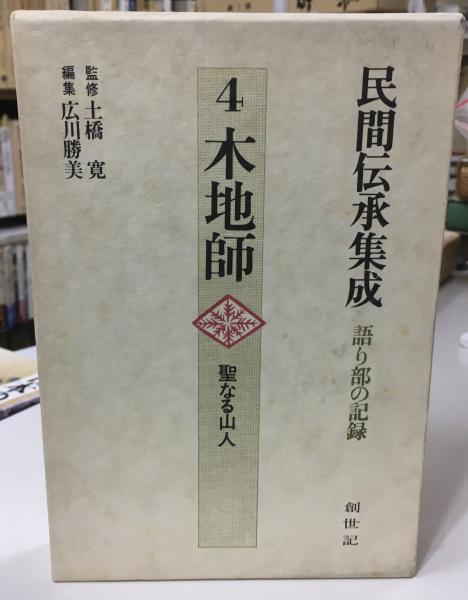 民間伝承集成
語り部の記録
創世記
4 木地師
聖なる山人
監修 土橋 寛
編集 広川勝美